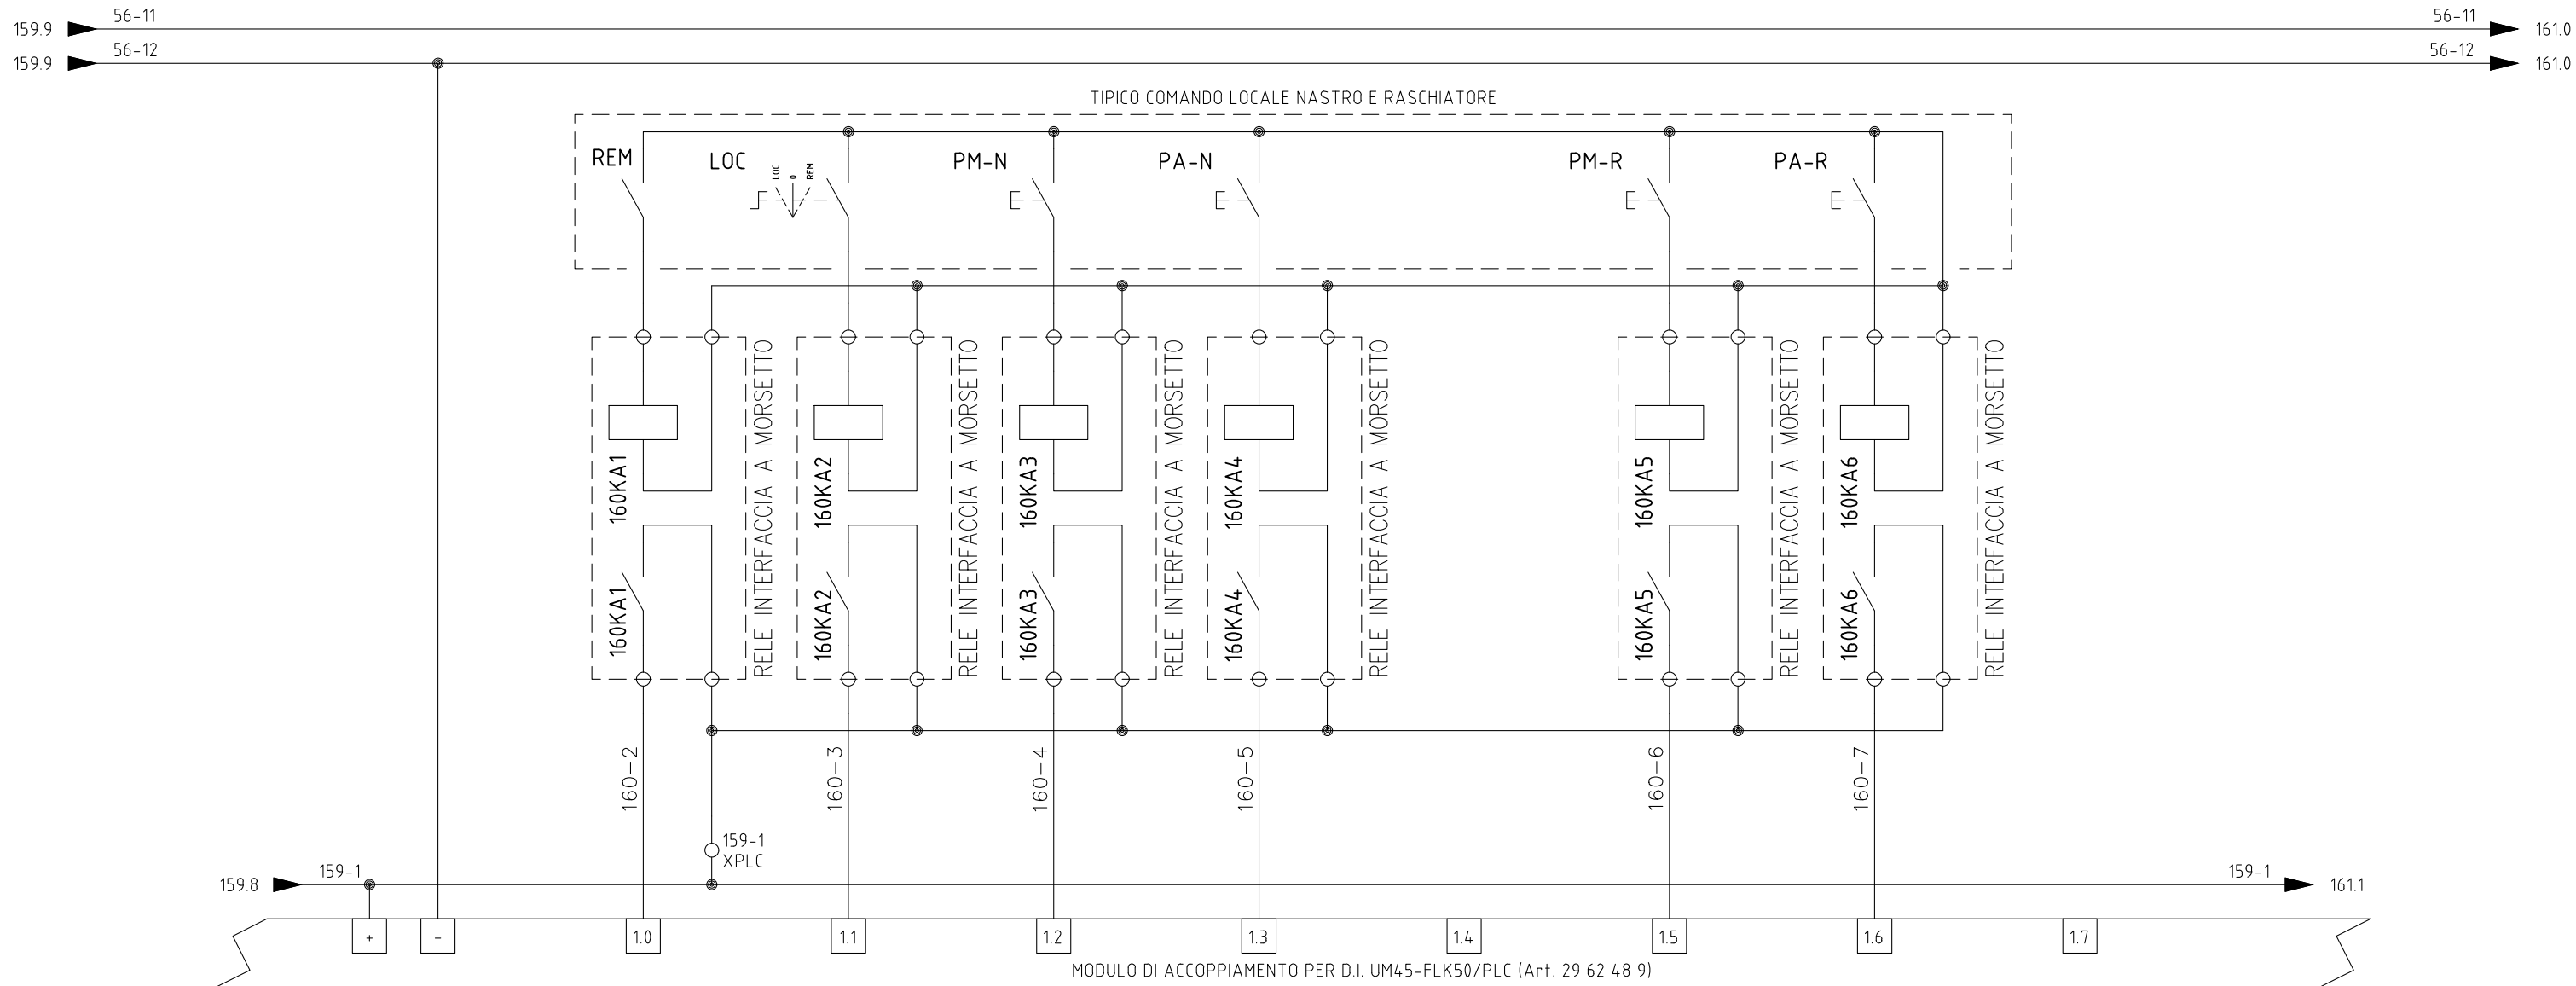 56-11
56-11
159.9
161.0
56-12
56-12
159.9
161.0
TIPICO COMANDO LOCALE NASTRO E RASCHIATORE
REM
LOC
LOC
0
REM
PM-N
PA-N
PM-R
PA-R
160KA1
160KA1
RELE INTERFACCIA A MORSETTO
160KA2
160KA2
RELE INTERFACCIA A MORSETTO
160KA3
160KA3
RELE INTERFACCIA A MORSETTO
160KA4
160KA4
RELE INTERFACCIA A MORSETTO
160KA5
160KA5
RELE INTERFACCIA A MORSETTO
160KA6
160KA6
RELE INTERFACCIA A MORSETTO
160-2
160-3
160-4
160-5
160-6
160-7
159-1
XPLC
159.8
159-1
159-1
161.1
+
-
1.0
1.1
1.2
1.3
1.4
1.5
1.6
1.7
MODULO DI ACCOPPIAMENTO PER D.I. UM45-FLK50/PLC (Art. 29 62 48 9)